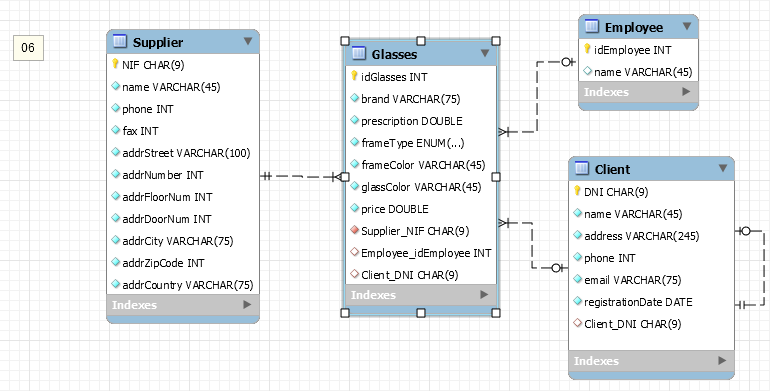 06
Supplier
NIF CHAR(9)
name VARCHAR(45)
phone INT
fax INT
addrStreet VARCHAR(100)
addrNumber INT
addrFloorNum INT
addrDoorNum INT
addrCity VARCHAR(75)
addrZipCode INT
addrCountry VARCHAR(75)
Indexes
Glasses
idGlasses INT
brand VARCHAR(75)
prescription DOUBLE
frameType ENUM(...)
frameColor VARCHAR(45)
glassColor VARCHAR(45)
price DOUBLE
Supplier_NIF CHAR(9)
Employee_idEmployee INT
Client_DNI CHAR(9)
Indexes
Employee
idEmployee INT
name VARCHAR(45)
Indexes
Client
DNI CHAR(9)
name VARCHAR(45)
address VARCHAR(245)
phone INT
email VARCHAR(75)
registrationDate DATE
Client_DNI CHAR(9)
Indexes